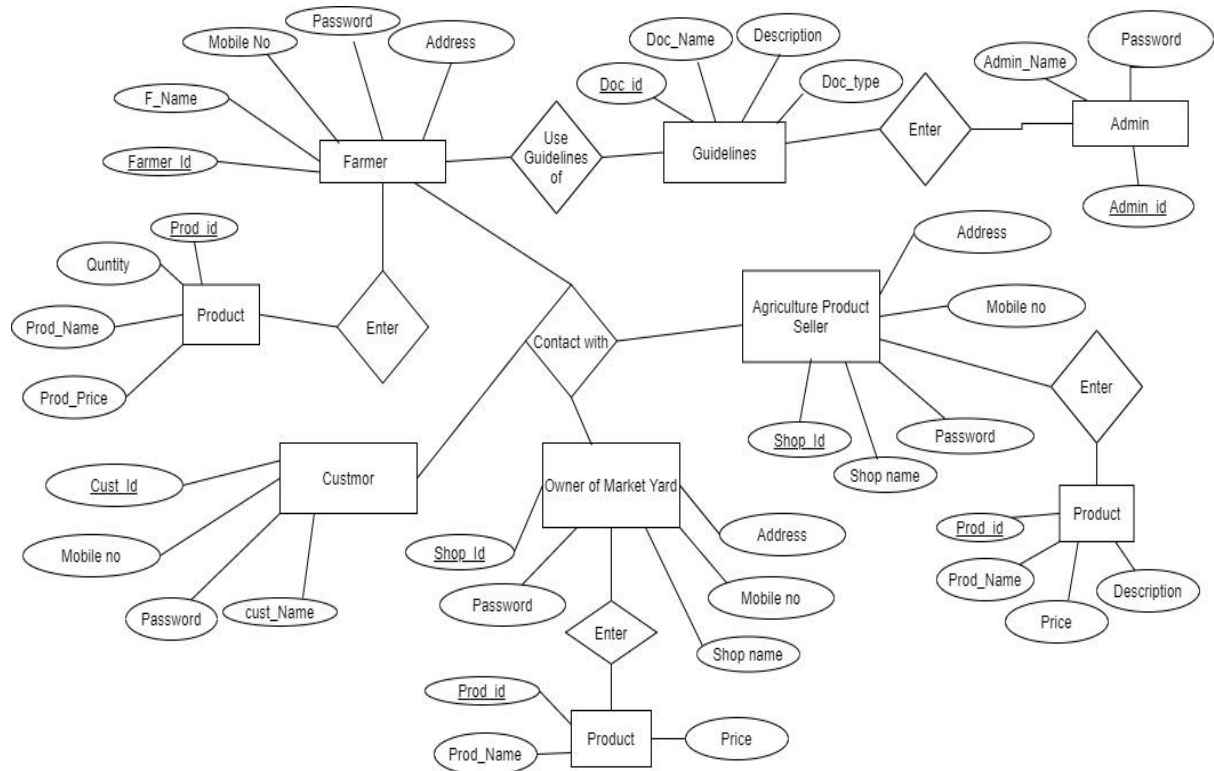 Password
Mobile No
Address
F_Name
Farmer_Id
Farmer
Use
Guidelines
of
Doc_Name
Description
Doc_id
Doc_type
Guidelines
Enter
Admin_Name
Password
Admin
Admin_id
Prod_id
Quntity
Prod_Name
Prod_Price
Product
Enter
Contact with
Agriculture Product
Seller
Address
Mobile no
Shop_Id
Shop name
Password
Enter
Product
Prod_id
Prod_Name
Price
Description
Custmor
Cust_Id
Mobile no
Password
cust_Name
Owner of Market Yard
Shop_Id
Password
Address
Mobile no
Shop name
Enter
Prod_id
Prod_Name
Product
Price